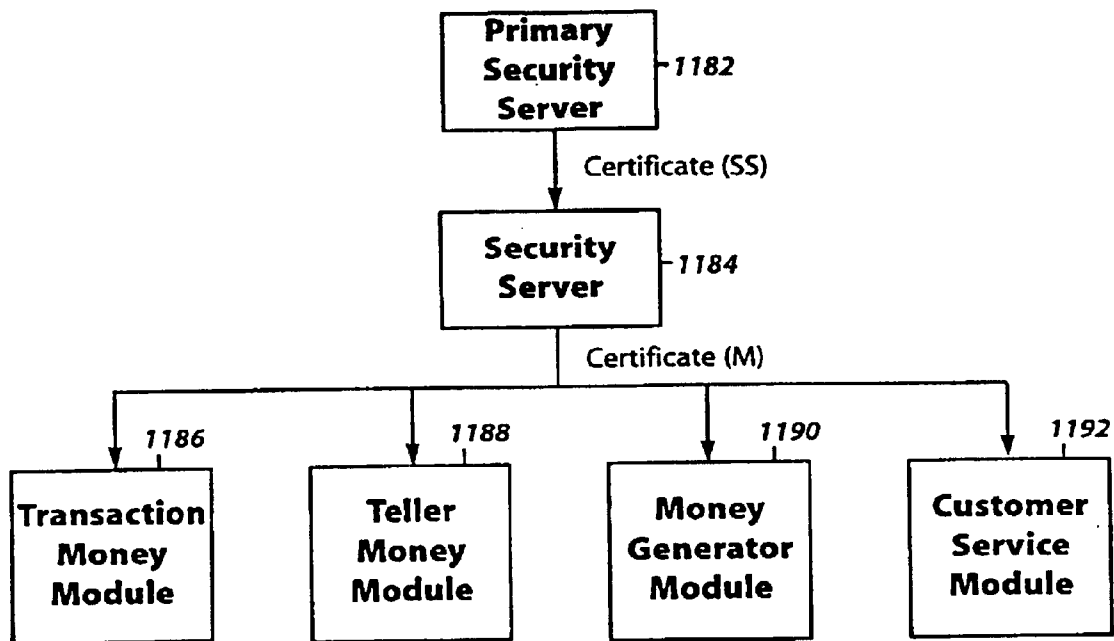 Primary
Security
Server
1182
Certificate (SS)
Security
Server
1184
Certificate (M)
1186
1188
1190
1192
Transaction
Money
Module
Teller
Money
Module
Money
Generator
Module
Customer
Service
Module